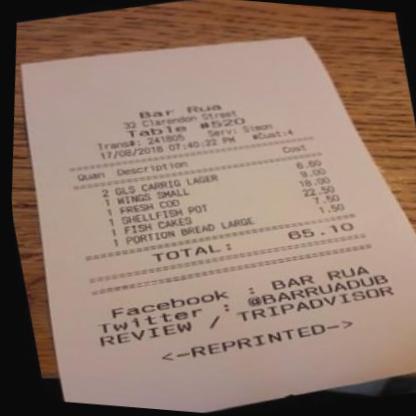 Bar Rua
32 Clarendon Street
Table #520
Trans#: 241805 Serv: Simon
17/08/2018 07:40:22 PM #Cust:4
Quan Description Cost
2 GLS CARRIG LAGER 6.60
1 WINGS SMALL 9.00
1 FRESH COD 18.00
1 SHELLFISH POT 22.50
1 FISH CAKES 7.50
1 PORTION BREAD LARGE 1.50
TOTAL: 65.10
Facebook : BAR RUA
Twitter : @BARRUADUB
REVIEW / TRIPADVISOR
<-REPRINTED->